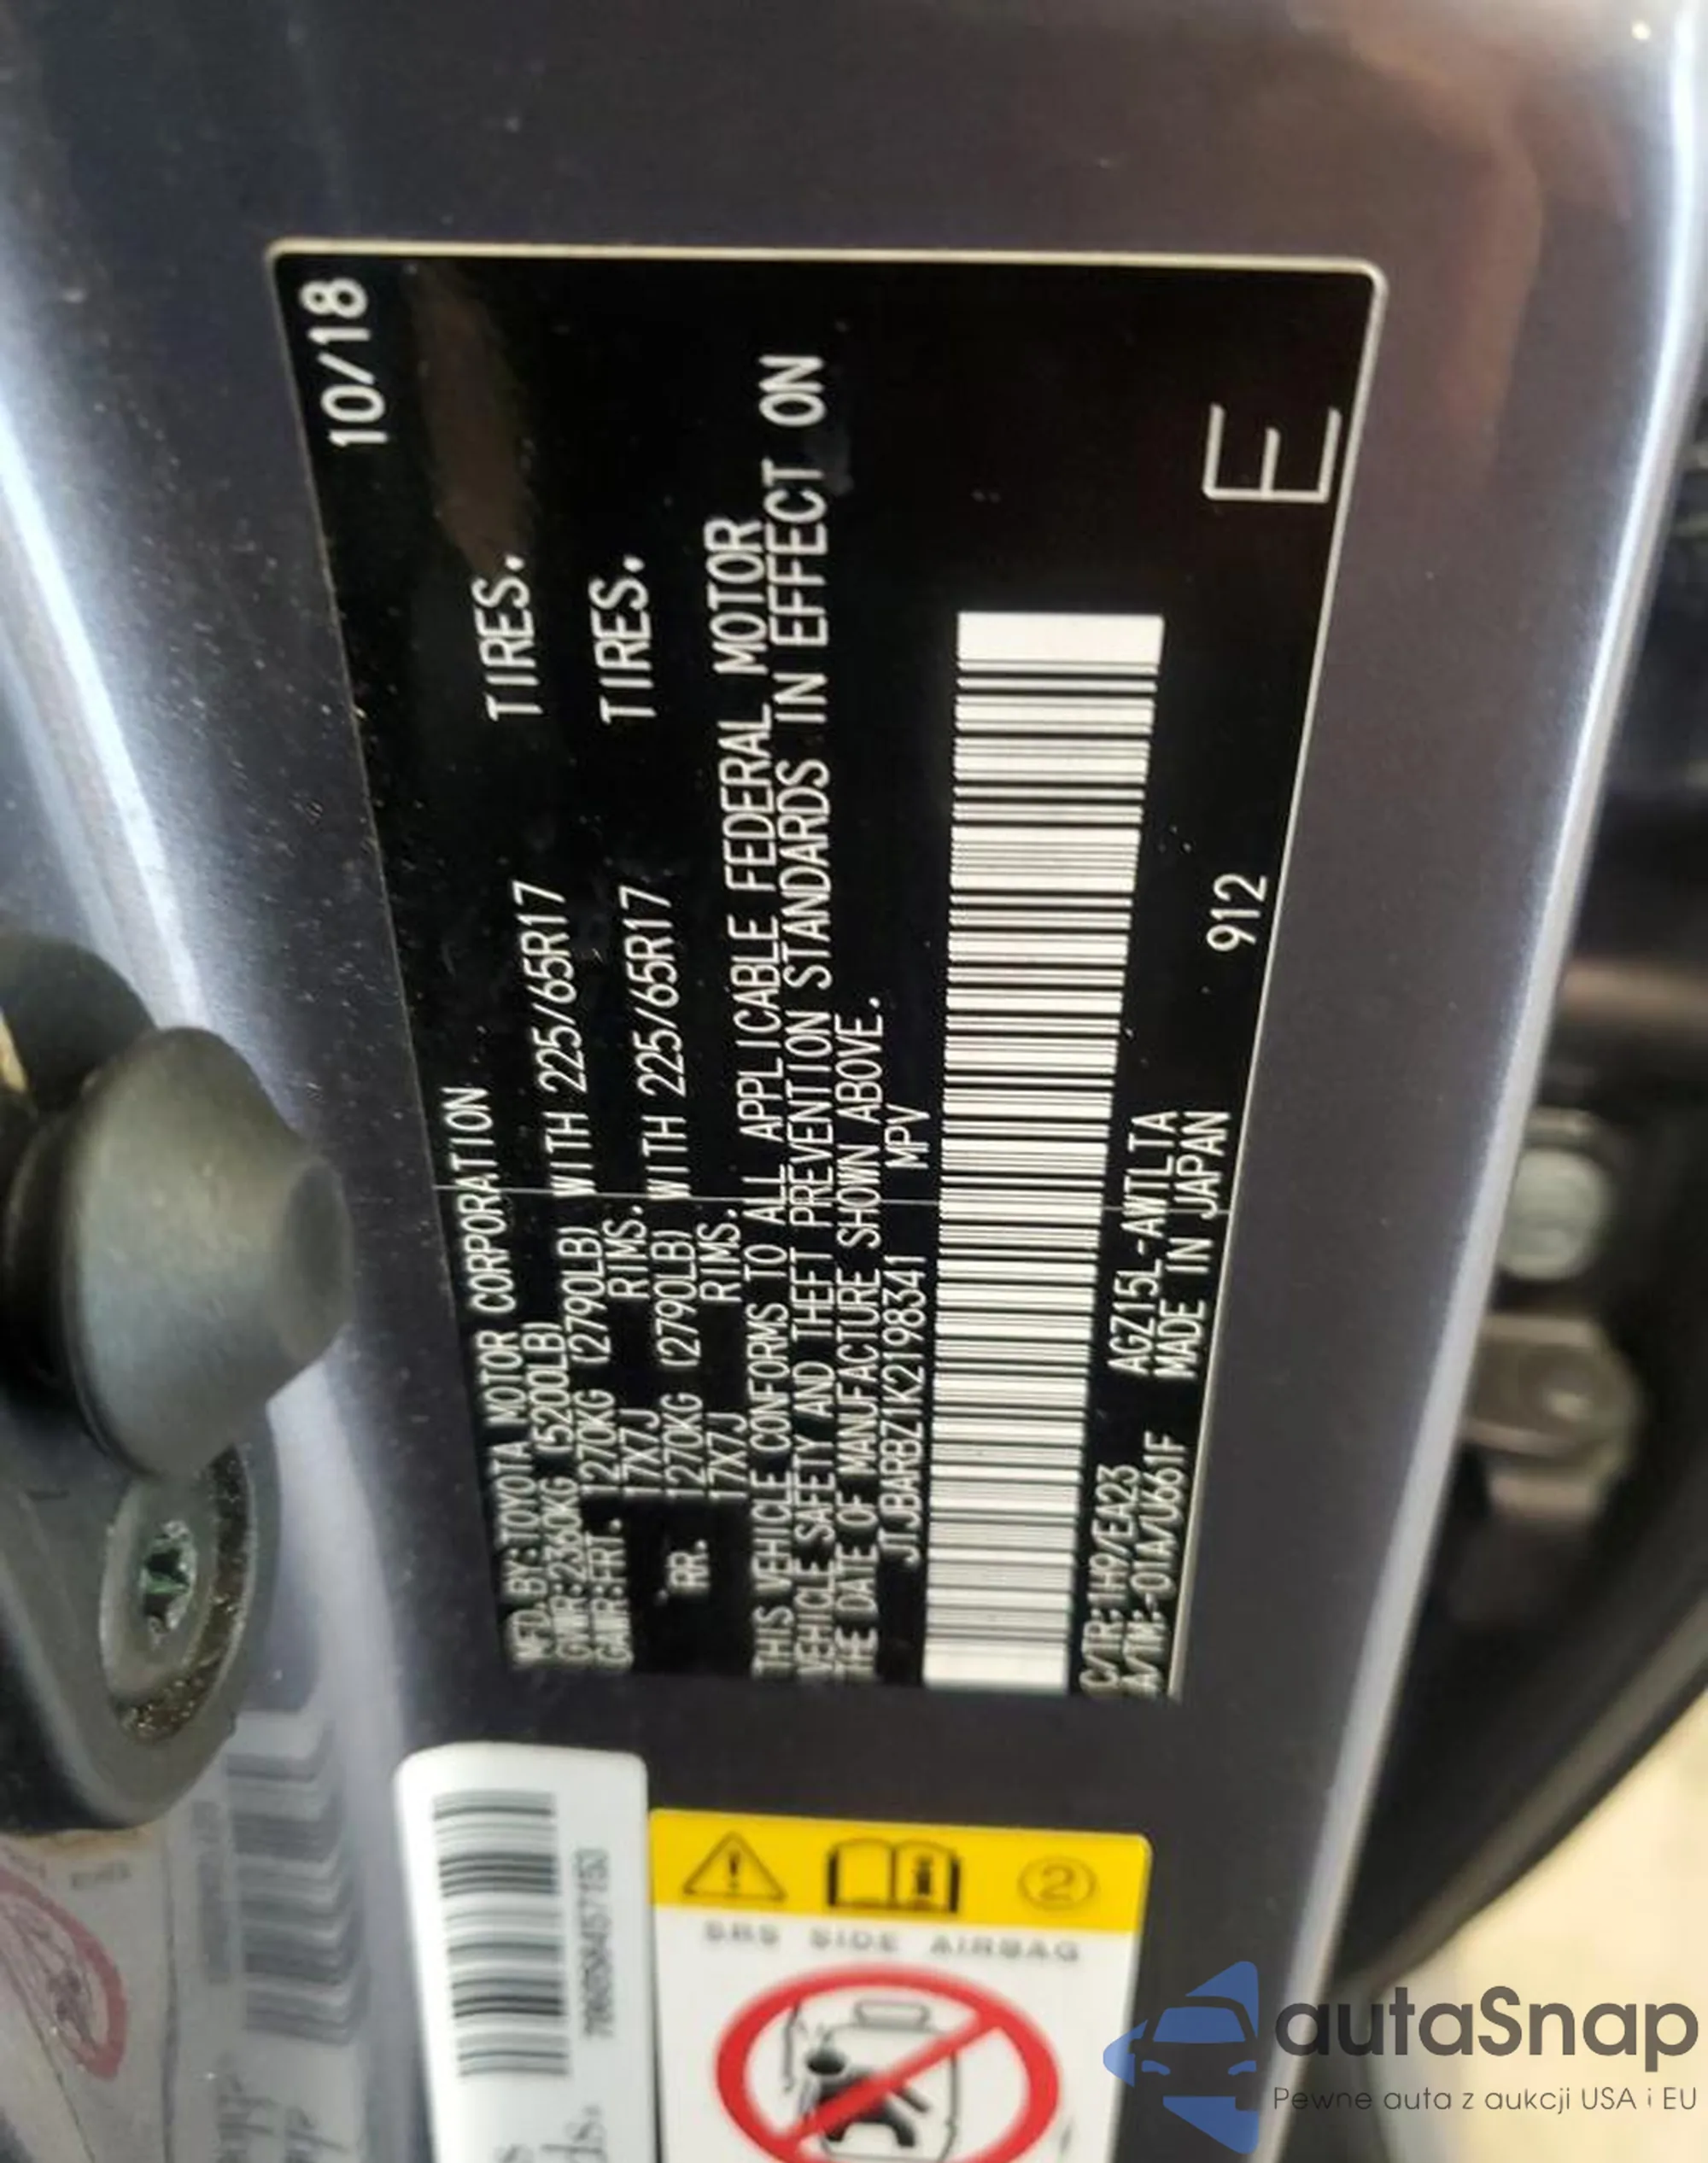 10/18
MFD.BY:TOYOTA MOTOR CORPORATION
GVWR:2360KG (5200LB)
GAWR:FRT. 1270KG (2790LB) WITH 225/65R17 TIRES.
17X7J RIMS.
RR. 1270KG (2790LB) WITH 225/65R17 TIRES.
17X7J RIMS.
THIS VEHICLE CONFORMS TO ALL APPLICABLE FEDERAL MOTOR
VEHICLE SAFETY AND THEFT PREVENTION STANDARDS IN EFFECT ON
THE DATE OF MANUFACTURE SHOWN ABOVE.
JTJBARBZ1K2198341 MPV
C/TR:1H9/EA23 AGZ15L-AWTLTA
A/TM:-01A/U661F MADE IN JAPAN 912
E
2
SRS SIDE AIRBAG
autaSnap
Pewne auta z aukcji USA i EU